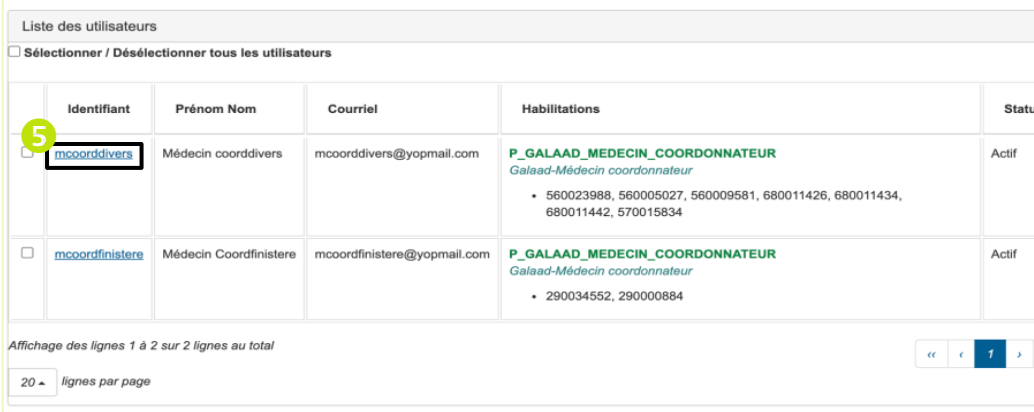 Liste des utilisateurs
Sélectionner / Désélectionner tous les utilisateurs
Identifiant Prénom Nom Courriel Habilitations Statu
5
mcoorddivers Médecin coorddivers mcoorddivers@yopmail.com P_GALAAD_MEDECIN_COORDONNATEUR Actif
Galaad-Médecin coordonnateur
• 560023988, 560005027, 560009581, 680011426, 680011434,
680011442, 570015834
mcoordfinistere Médecin Coordfinistere mcoordfinistere@yopmail.com P_GALAAD_MEDECIN_COORDONNATEUR Actif
Galaad-Médecin coordonnateur
• 290034552, 290000884
Affichage des lignes 1 à 2 sur 2 lignes au total
‹‹ ‹ 1 ›
20 lignes par page